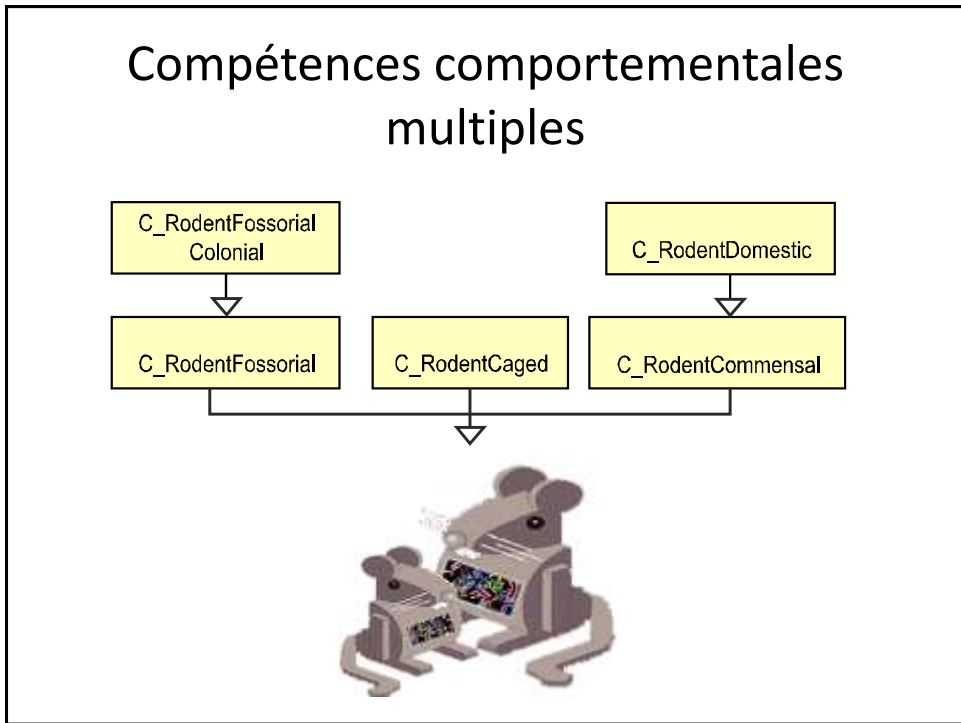 Compétences comportementales
multiples
C_RodentFossorial
Colonial
C_RodentDomestic
C_RodentFossorial
C_RodentCaged
C_RodentCommensal